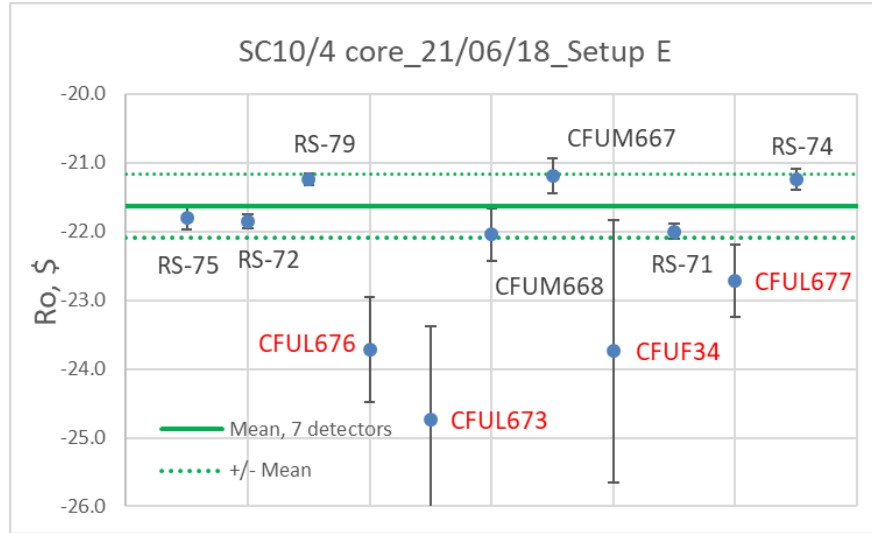 SC10/4 core_21/06/18_Setup E
Ro, $
-20.0
-21.0
-22.0
-23.0
-24.0
-25.0
-26.0
RS-79
CFUM667
RS-74
RS-75
RS-72
CFUM668
RS-71
CFUL677
CFUL676
CFUF34
CFUL673
Mean, 7 detectors
+/- Mean